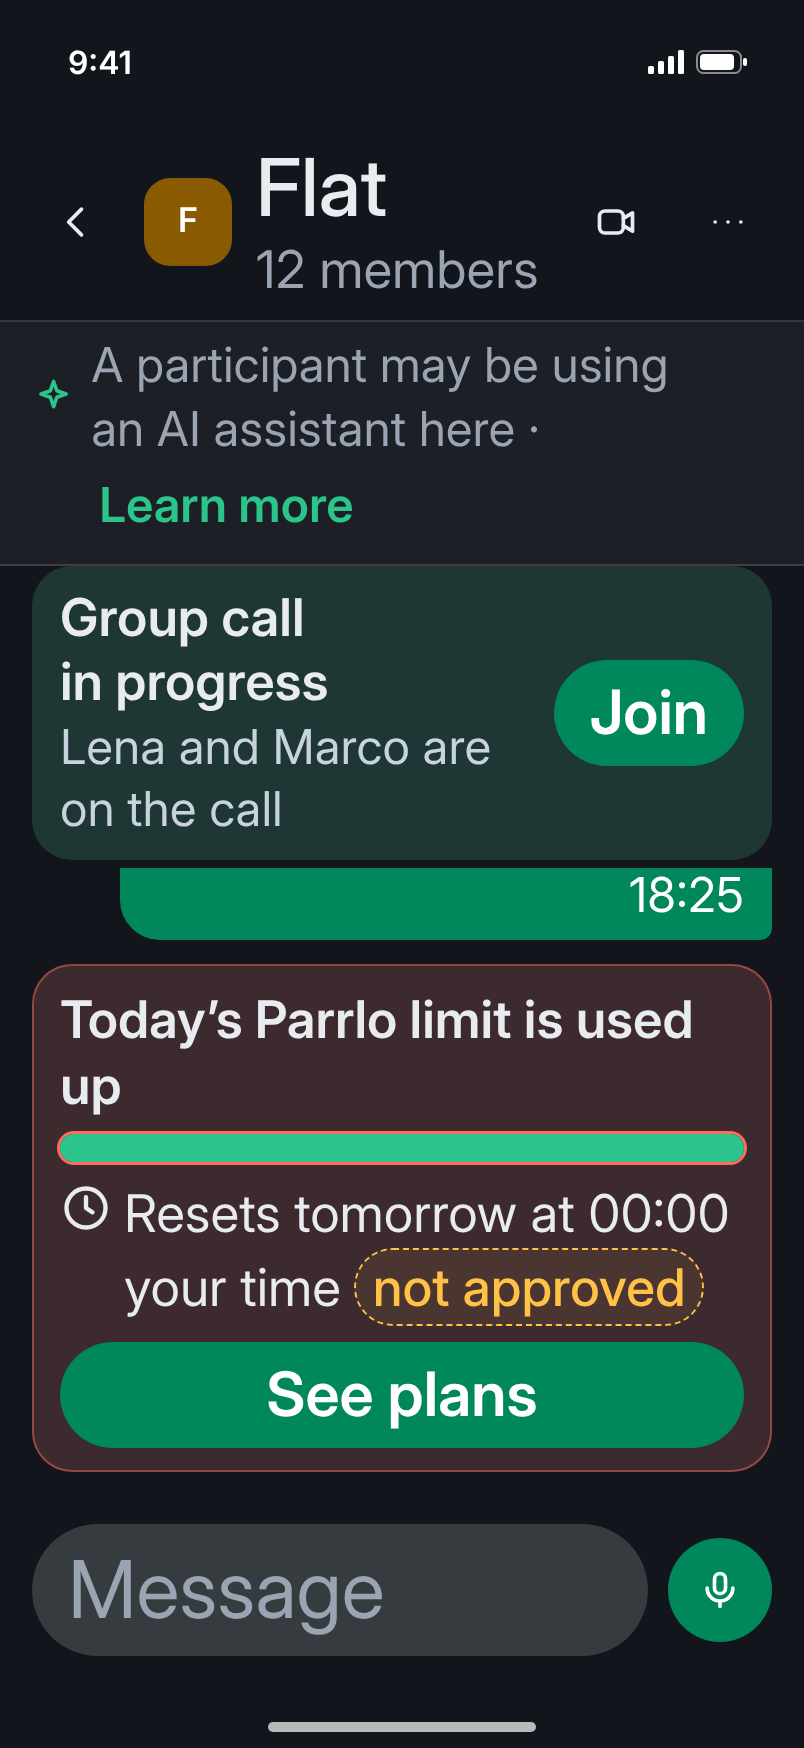 9:41
F
Flat
12 members
A participant may be using
an AI assistant here ·
Learn more
Group call
in progress
Lena and Marco are
on the call
Join
18:25
Today’s Parrlo limit is used
up
Resets tomorrow at 00:00
your time not approved
See plans
Message